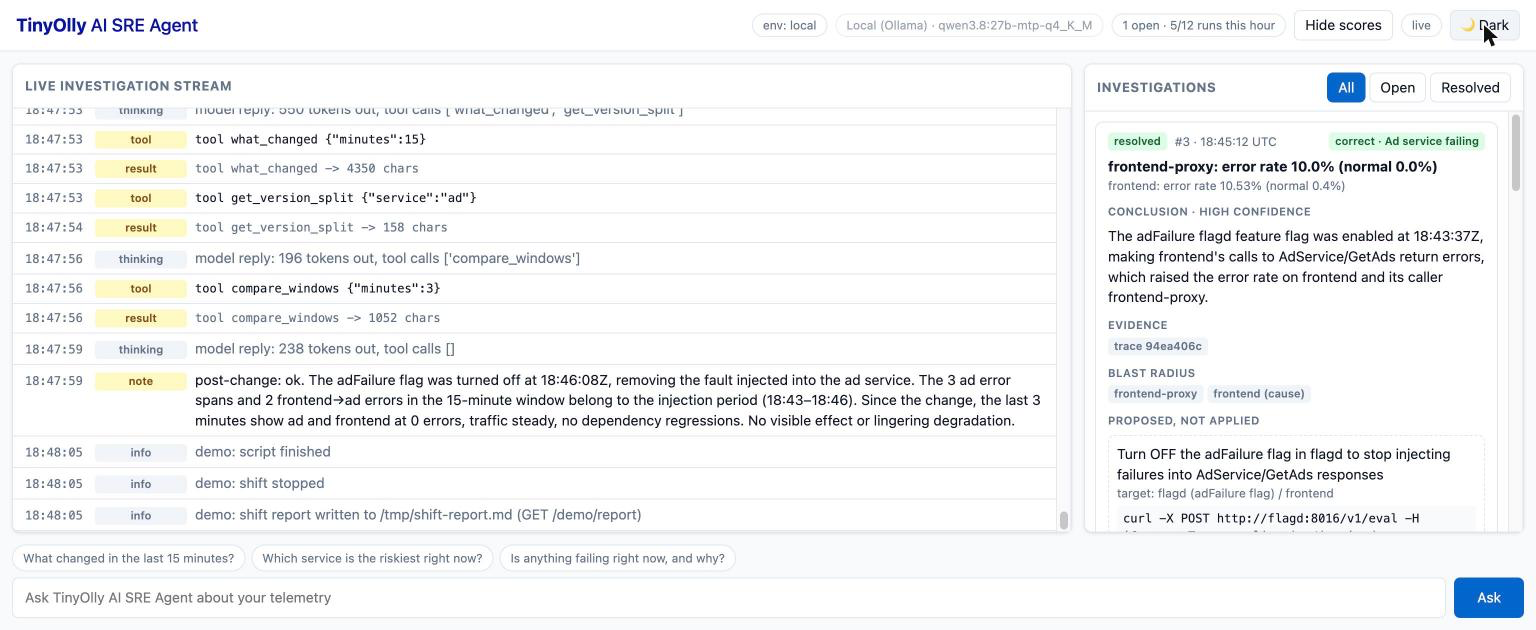 TinyOlly AI SRE Agent
env: local
Local (Ollama) · qwen3.8:27b-mtp-q4_K_M
1 open · 5/12 runs this hour
Hide scores
live
🌙 Dark
LIVE INVESTIGATION STREAM
18:47:53 thinking model reply: 550 tokens out, tool calls ['what_changed', 'get_version_split']
18:47:53 tool tool what_changed {"minutes":15}
18:47:53 result tool what_changed —> 4350 chars
18:47:53 tool tool get_version_split {"service":"ad"}
18:47:54 result tool get_version_split —> 158 chars
18:47:56 thinking model reply: 196 tokens out, tool calls ['compare_windows']
18:47:56 tool tool compare_windows {"minutes":3}
18:47:56 result tool compare_windows —> 1052 chars
18:47:59 thinking model reply: 238 tokens out, tool calls []
18:47:59 note post-change: ok. The adFailure flag was turned off at 18:46:08Z, removing the fault injected into the ad service. The 3 ad error
spans and 2 frontend→ad errors in the 15-minute window belong to the injection period (18:43–18:46). Since the change, the last 3
minutes show ad and frontend at 0 errors, traffic steady, no dependency regressions. No visible effect or lingering degradation.
18:48:05 info demo: script finished
18:48:05 info demo: shift stopped
18:48:05 info demo: shift report written to /tmp/shift-report.md (GET /demo/report)
INVESTIGATIONS
All
Open
Resolved
resolved #3 · 18:45:12 UTC correct · Ad service failing
frontend-proxy: error rate 10.0% (normal 0.0%)
frontend: error rate 10.53% (normal 0.4%)
CONCLUSION · HIGH CONFIDENCE
The adFailure flagd feature flag was enabled at 18:43:37Z,
making frontend's calls to AdService/GetAds return errors,
which raised the error rate on frontend and its caller
frontend-proxy.
EVIDENCE
trace 94ea406c
BLAST RADIUS
frontend-proxy frontend (cause)
PROPOSED, NOT APPLIED
Turn OFF the adFailure flag in flagd to stop injecting
failures into AdService/GetAds responses
target: flagd (adFailure flag) / frontend
curl —X POST http://flagd:8016/v1/eval —H
What changed in the last 15 minutes?
Which service is the riskiest right now?
Is anything failing right now, and why?
Ask TinyOlly AI SRE Agent about your telemetry
Ask